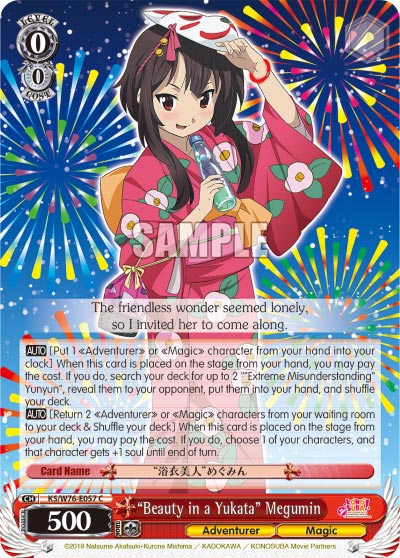 LEVEL
0
0
COST
SAMPLE
The friendless wonder seemed lonely,
so I invited her to come along.
AUTO [Put 1 «Adventurer» or «Magic» character from your hand into your
clock] When this card is placed on the stage from your hand, you may pay
the cost. If you do, search your deck for up to 2 ""Extreme Misunderstanding"
Yunyun", reveal them to your opponent, put them into your hand, and shuffle
your deck.
AUTO [Return 2 «Adventurer» or «Magic» characters from your waiting room
to your deck & Shuffle your deck] When this card is placed on the stage
from your hand, you may pay the cost. If you do, choose 1 of your characters, and
that character gets +1 soul until end of turn.
Card Name
"浴衣美人"めぐみん
CH KS/W76-E057 C
POWER
500
"Beauty in a Yukata" Megumin
Adventurer
Magic
©2019 Natsume Akatsuki・Kurone Mishima / KADOKAWA / KONOSUBA Movie Partners